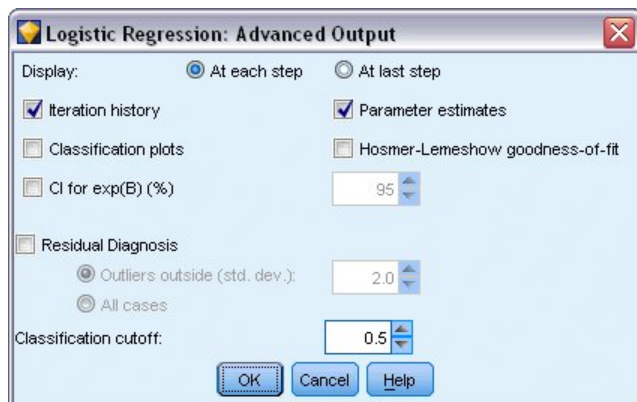 Logistic Regression: Advanced Output
Display: At each step At last step
Iteration history Parameter estimates
Classification plots Hosmer-Lemeshow goodness-of-fit
CI for exp(B) (%) 95
Residual Diagnosis
Outliers outside (std. dev.): 2.0
All cases
Classification cutoff: 0.5
OK Cancel Help